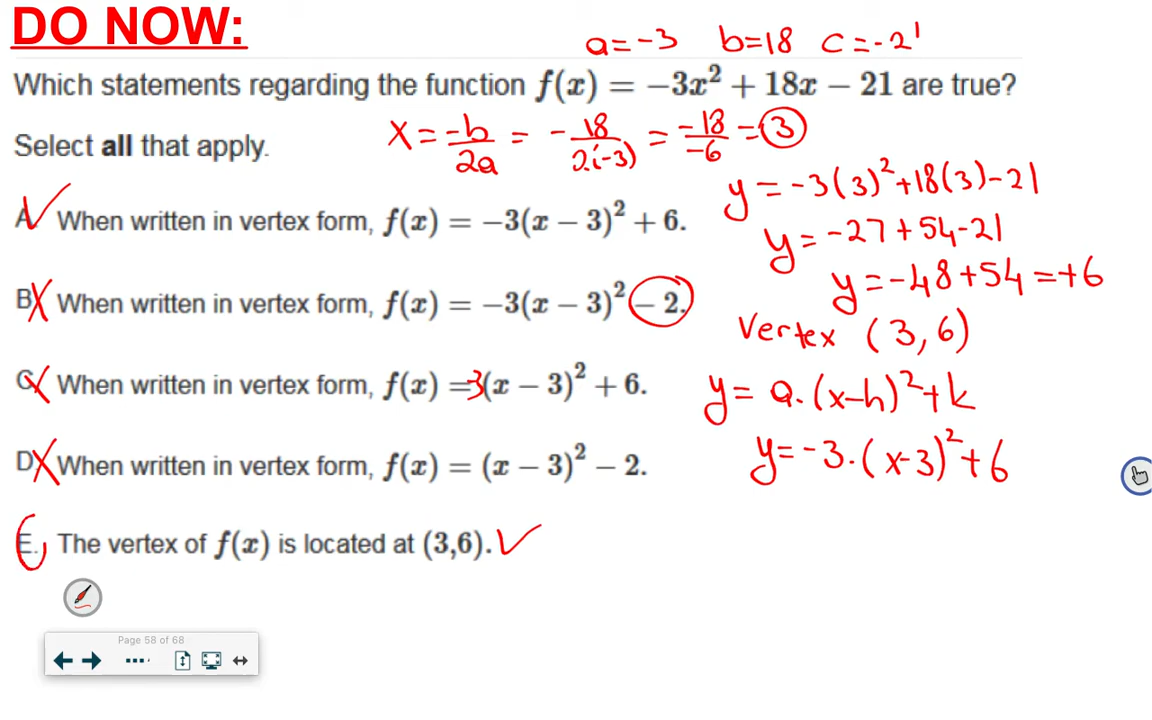 DO NOW:
a = -3 b = 18 c = -21
Which statements regarding the function f(x) = −3x² + 18x − 21 are true?
Select all that apply.
x = -b/2a = - 18/2.(-3) = -18/-6 = 3
y = -3(3)² + 18(3) - 21
A. When written in vertex form, f(x) = −3(x − 3)² + 6.
y = -27 + 54 - 21
y = -48 + 54 = +6
B. When written in vertex form, f(x) = −3(x − 3)² − 2.
Vertex (3, 6)
C. When written in vertex form, f(x) = 3(x − 3)² + 6.
y = a.(x-h)² + k
D. When written in vertex form, f(x) = (x − 3)² − 2.
y = -3.(x-3)² + 6
E. The vertex of f(x) is located at (3,6).
Page 58 of 68